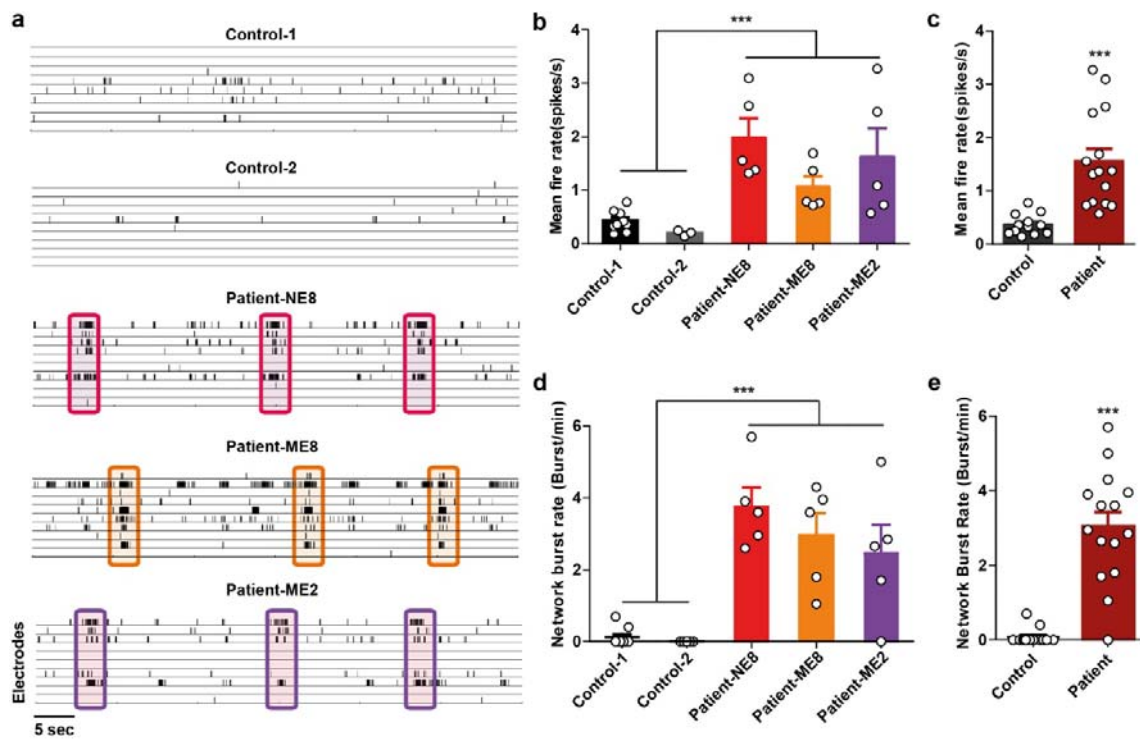 a
Control-1
Control-2
Patient-NE8
Patient-ME8
Patient-ME2
Electrodes
5 sec
b
***
Mean fire rate(spikes/s)
4
3
2
1
0
Control-1
Control-2
Patient-NE8
Patient-ME8
Patient-ME2
c
***
Mean fire rate(spikes/s)
4
3
2
1
0
Control
Patient
d
***
Network burst rate (Burst/min)
6
4
2
0
Control-1
Control-2
Patient-NE8
Patient-ME8
Patient-ME2
e
***
Network Burst Rate (Burst/min)
6
4
2
0
Control
Patient